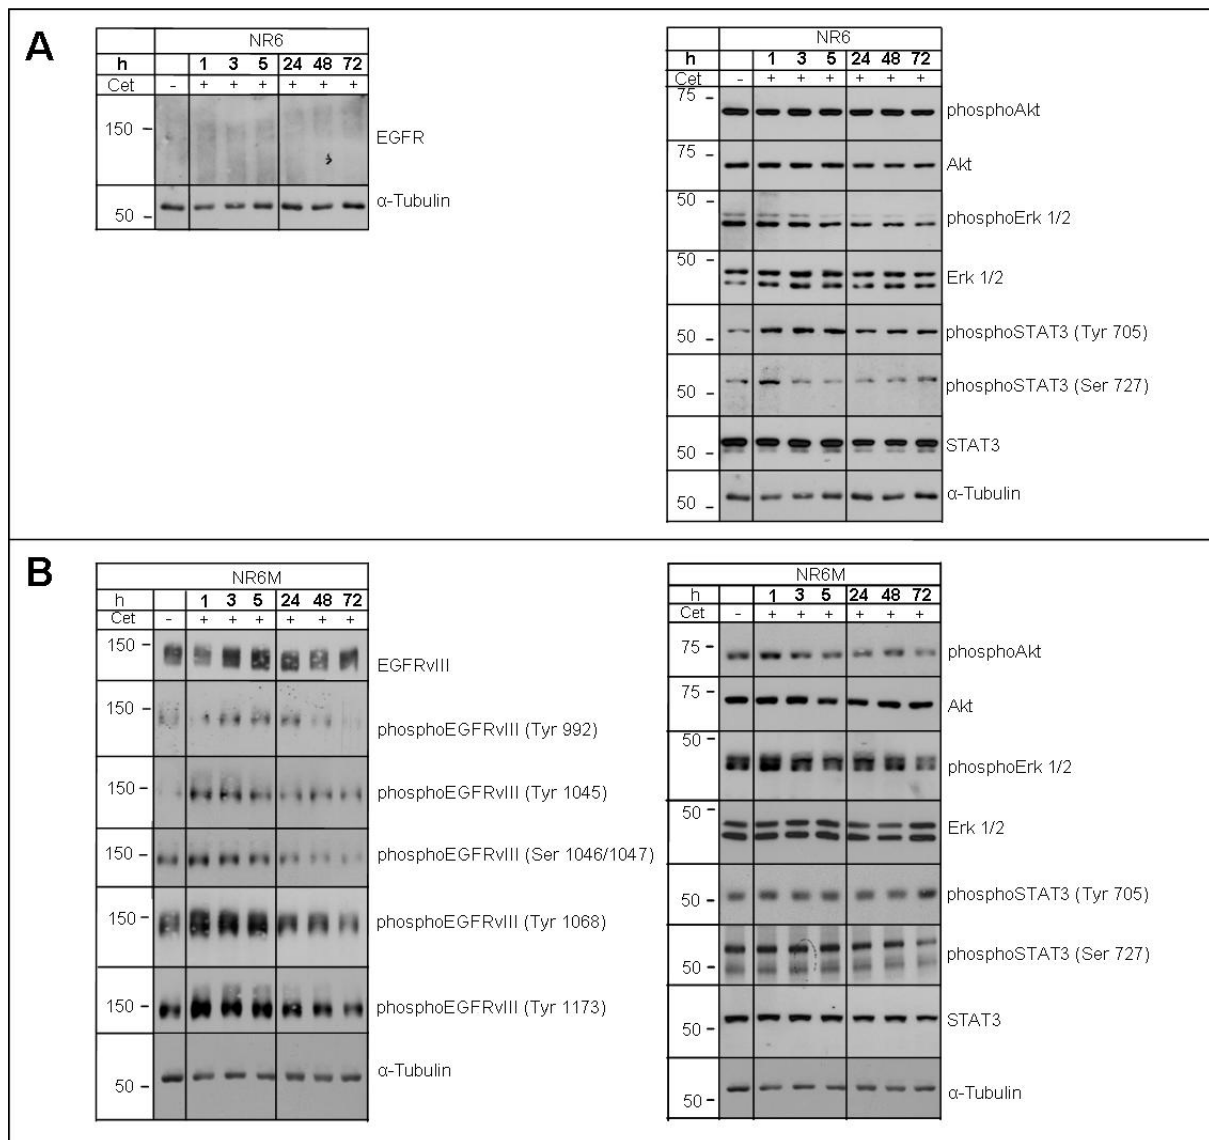 A
NR6
h 1 3 5 24 48 72
Cet - + + + + + +
150 EGFR
50 α-Tubulin
NR6
h 1 3 5 24 48 72
Cet - + + + + + +
75 phosphoAkt
75 Akt
50 phosphoErk 1/2
50 Erk 1/2
50 phosphoSTAT3 (Tyr 705)
50 phosphoSTAT3 (Ser 727)
50 STAT3
50 α-Tubulin
B
NR6M
h 1 3 5 24 48 72
Cet - + + + + + +
150 EGFRvIII
150 phosphoEGFRvIII (Tyr 992)
150 phosphoEGFRvIII (Tyr 1045)
150 phosphoEGFRvIII (Ser 1046/1047)
150 phosphoEGFRvIII (Tyr 1068)
150 phosphoEGFRvIII (Tyr 1173)
50 α-Tubulin
NR6M
h 1 3 5 24 48 72
Cet - + + + + + +
75 phosphoAkt
75 Akt
50 phosphoErk 1/2
50 Erk 1/2
50 phosphoSTAT3 (Tyr 705)
50 phosphoSTAT3 (Ser 727)
50 STAT3
50 α-Tubulin